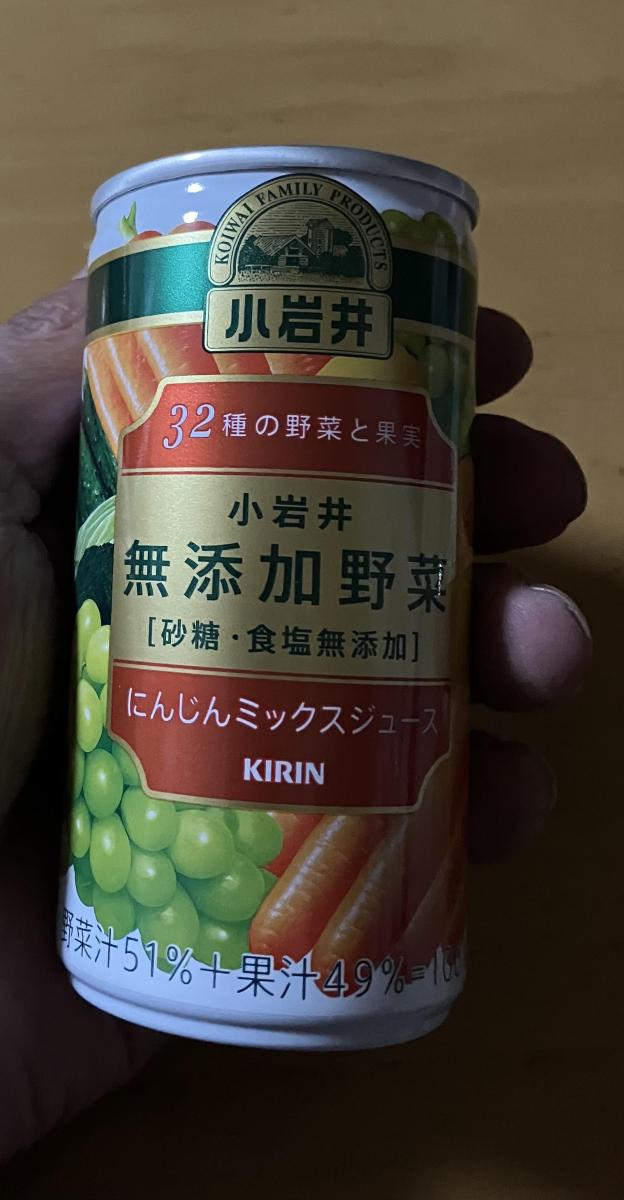 KOIWAI FAMILY PRODUCTS
小岩井
32種の野菜と果実
小岩井
無添加野菜
[砂糖・食塩無添加]
にんじんミックスジュース
KIRIN
野菜汁51%+果汁49%=100